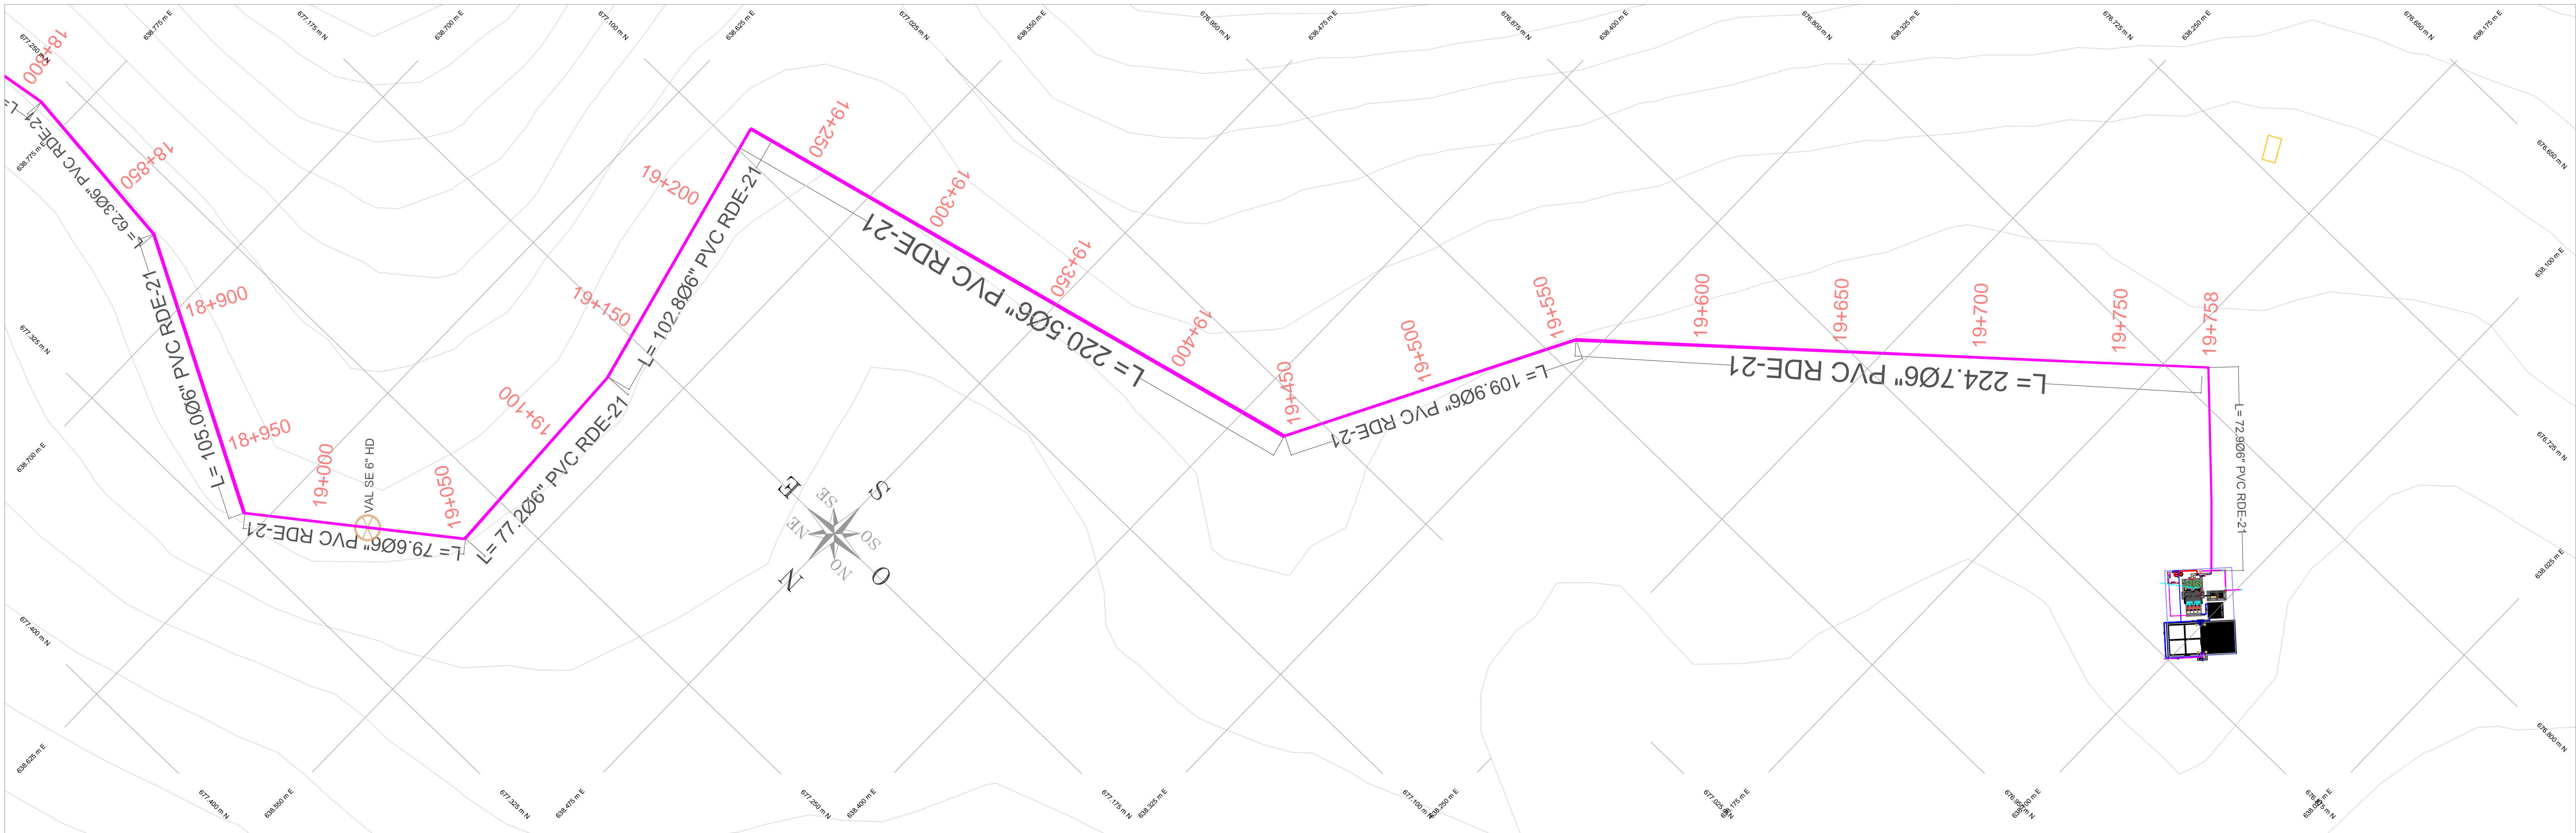 638.775 m E
677.175 m N
638.700 m E
677.100 m N
638.625 m E
677.025 m N
638.550 m E
676.950 m N
638.475 m E
676.875 m N
638.400 m E
676.800 m N
638.325 m E
676.725 m N
638.250 m E
676.650 m N
638.175 m E
677.250 m N
18+800
L=
L= 62.3Ø6" PVC RDE-21
638.775 m E
18+850
L= 105.0Ø6" PVC RDE-21
18+900
18+950
677.325 m N
638.700 m E
19+000
VAL SE 6" HD
L= 79.6Ø6" PVC RDE-21
19+050
L= 77.2Ø6" PVC RDE-21
19+100
19+150
L= 102.8Ø6" PVC RDE-21
19+200
19+250
L= 220.5Ø6" PVC RDE-21
19+300
19+350
19+400
19+450
L= 109.9Ø6" PVC RDE-21
19+500
19+550
L= 224.7Ø6" PVC RDE-21
19+600
19+650
19+700
19+750
19+758
L= 72.9Ø6" PVC RDE-21
676.650 m N
638.100 m E
676.725 m N
638.025 m E
676.800 m N
E
SE
S
NE
SO
N
NO
O
677.400 m N
638.625 m E
677.400 m N
638.550 m E
677.325 m N
638.475 m E
677.250 m N
638.400 m E
677.175 m N
638.325 m E
677.100 m N
638.250 m E
677.025 m N
638.175 m E